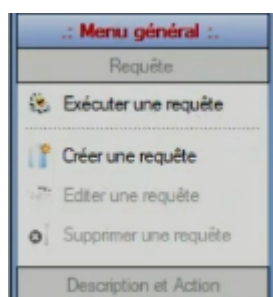 .: Menu général :.
Requête
Exécuter une requête
Créer une requête
Editer une requête
Supprimer une requête
Description et Action